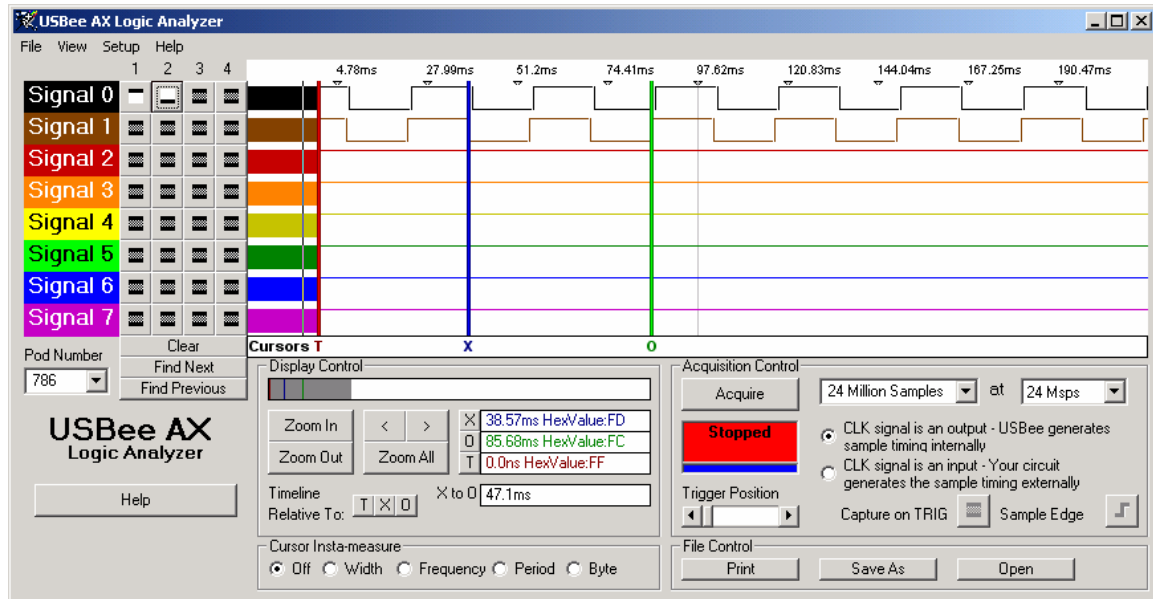 USBee AX Logic Analyzer
File View Setup Help
1 2 3 4
4.78ms 27.99ms 51.2ms 74.41ms 97.62ms 120.83ms 144.04ms 167.25ms 190.47ms
Signal 0
Signal 1
Signal 2
Signal 3
Signal 4
Signal 5
Signal 6
Signal 7
Clear
Find Next
Find Previous
Pod Number
786
USBee AX
Logic Analyzer
Help
Cursors T X O
Display Control
Zoom In < > X 38.57ms HexValue:FD
O 85.68ms HexValue:FC
Zoom Out Zoom All T 0.0ns HexValue:FF
Timeline
Relative To: T X O X to O 47.1ms
Cursor Insta-measure
Off Width Frequency Period Byte
Acquisition Control
Acquire 24 Million Samples at 24 Msps
Stopped
CLK signal is an output - USBee generates
sample timing internally
CLK signal is an input - Your circuit
generates the sample timing externally
Trigger Position
Capture on TRIG Sample Edge
File Control
Print Save As Open